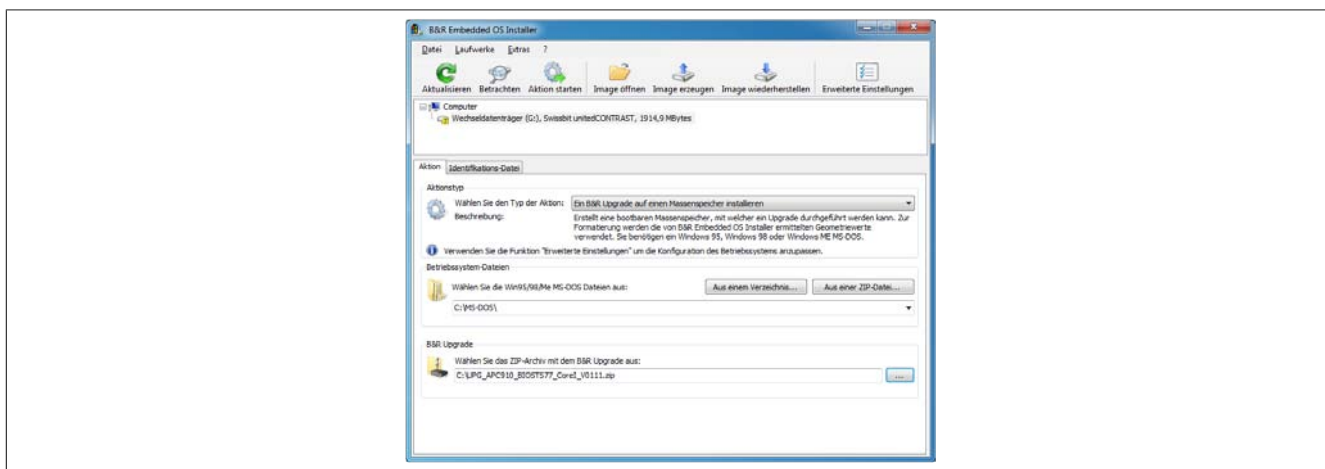 B&R Embedded OS Installer
Datei Laufwerke Extras ?
Aktualisieren Betrachten Aktion starten Image öffnen Image erzeugen Image wiederherstellen Erweiterte Einstellungen
Computer
Wechseldatenträger (G:), Swissbit unitedCONTRAST, 1914,9 MBytes
Aktion Identifikations-Datei
Aktionstyp
Wählen Sie den Typ der Aktion: Ein B&R Upgrade auf einen Massenspeicher installieren
Beschreibung: Erstellt eine bootbaren Massenspeicher, mit welcher ein Upgrade durchgeführt werden kann. Zur
Formatierung werden die von B&R Embedded OS Installer ermittelten Geometriewerte
verwendet. Sie benötigen ein Windows 95, Windows 98 oder Windows ME MS-DOS.
Verwenden Sie die Funktion "Erweiterte Einstellungen" um die Konfiguration des Betriebssystems anzupassen.
Betriebssystem-Dateien
Wählen Sie die Win95/98/Me MS-DOS Dateien aus: Aus einem Verzeichnis... Aus einer ZIP-Datei...
C:\MS-DOS\
B&R Upgrade
Wählen Sie das ZIP-Archiv mit dem B&R Upgrade aus:
C:\UPG_APC910_BIOSTS77_CoreI_V0111.zip ...